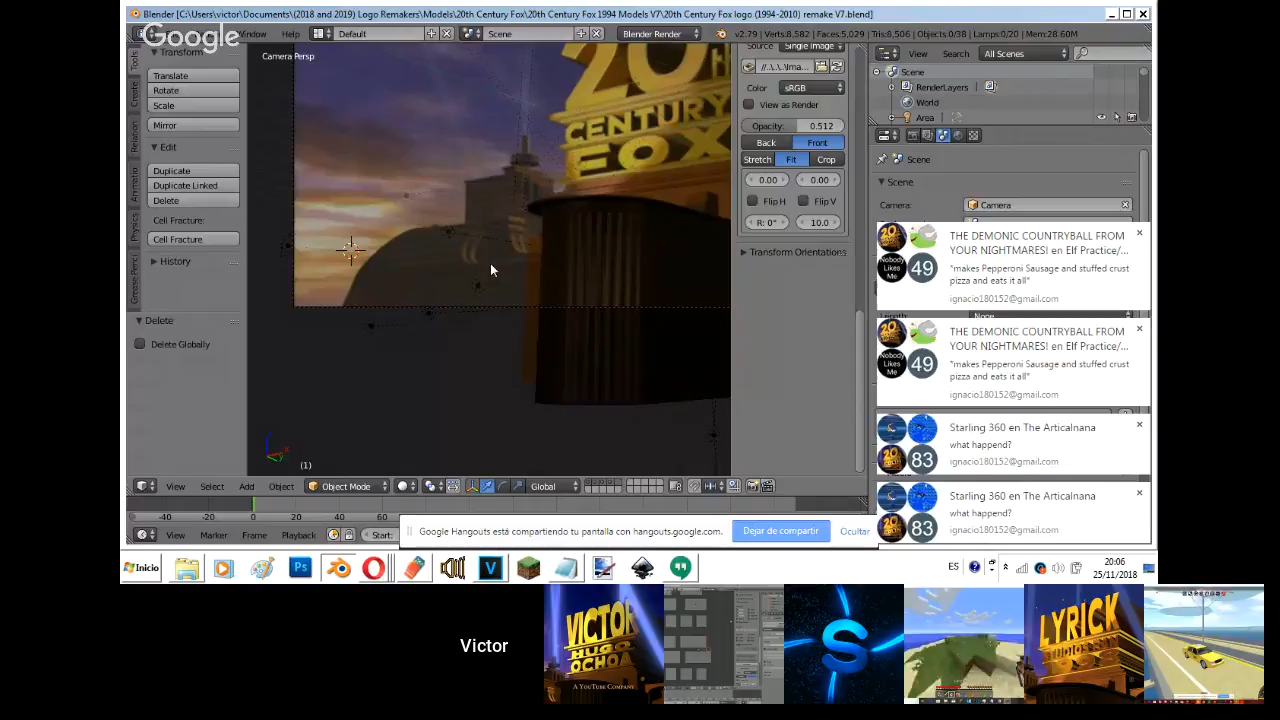 Blender [C:\Users\victor\Documents\(2018 and 2019) Logo Remakers\Models\20th Century Fox\20th Century Fox 1994 Models V7\20th Century Fox logo (1994-2010) remake V7.blend]
Google
Window Help Default Scene Blender Render v2.79 | Verts:8,582 | Faces:5,029 | Tris:8,506 | Objects:0/38 | Lamps:0/20 | Mem:28.60M
Transform
Translate
Rotate
Scale
Mirror
Edit
Duplicate
Duplicate Linked
Delete
Cell Fracture:
Cell Fracture
History
Delete
Delete Globally
Tools
Create
Relation
Animatio
Physics
Grease Penci
Camera Persp
20TH
CENTURY
FOX
(1)
Source Single Image
Color sRGB
View as Render
Opacity: 0.512
Back Front
Stretch Fit Crop
0.00 0.00
Flip H Flip V
R: 0° 10.0
Transform Orientations
View Search All Scenes
Scene
RenderLayers
World
Area
Scene
Scene
Camera: Camera
THE DEMONIC COUNTRYBALL FROM
YOUR NIGHTMARES! en Elf Practice/...
*makes Pepperoni Sausage and stuffed crust
pizza and eats it all*
ignacio180152@gmail.com
Nobody
Likes
Me
49
Length: None
THE DEMONIC COUNTRYBALL FROM
YOUR NIGHTMARES! en Elf Practice/...
*makes Pepperoni Sausage and stuffed crust
pizza and eats it all*
ignacio180152@gmail.com
Nobody
Likes
Me
49
Starling 360 en The Articalnana
what happend?
ignacio180152@gmail.com
83
Starling 360 en The Articalnana
what happend?
ignacio180152@gmail.com
83
View Select Add Object Object Mode Global
-40 -20 0 20 40
View Marker Frame Playback Start:
Google Hangouts está compartiendo tu pantalla con hangouts.google.com. Dejar de compartir Ocultar
Inicio Ps V ES 20:06
25/11/2018
Victor
VICTOR
HUGO
OCHOA
A YOUTUBE COMPANY
S
LYRICK
STUDIOS